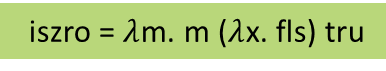 iszro = λm. m (λx. fls) tru